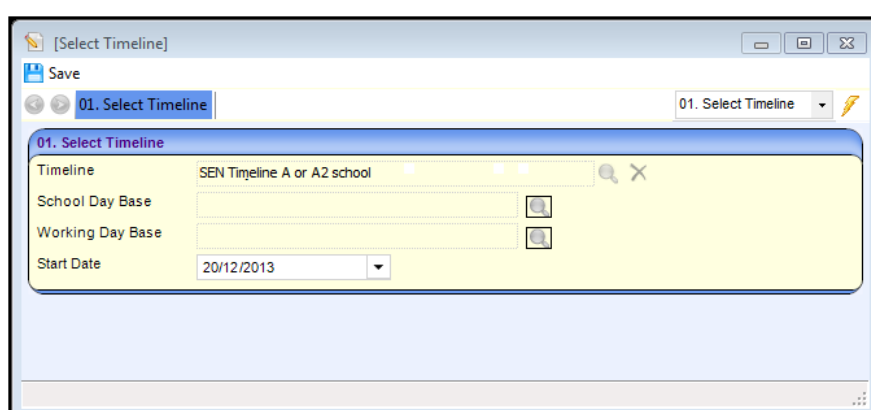 [Select Timeline]
Save
01. Select Timeline
01. Select Timeline
01. Select Timeline
Timeline
SEN Timeline A or A2 school
School Day Base
Working Day Base
Start Date
20/12/2013